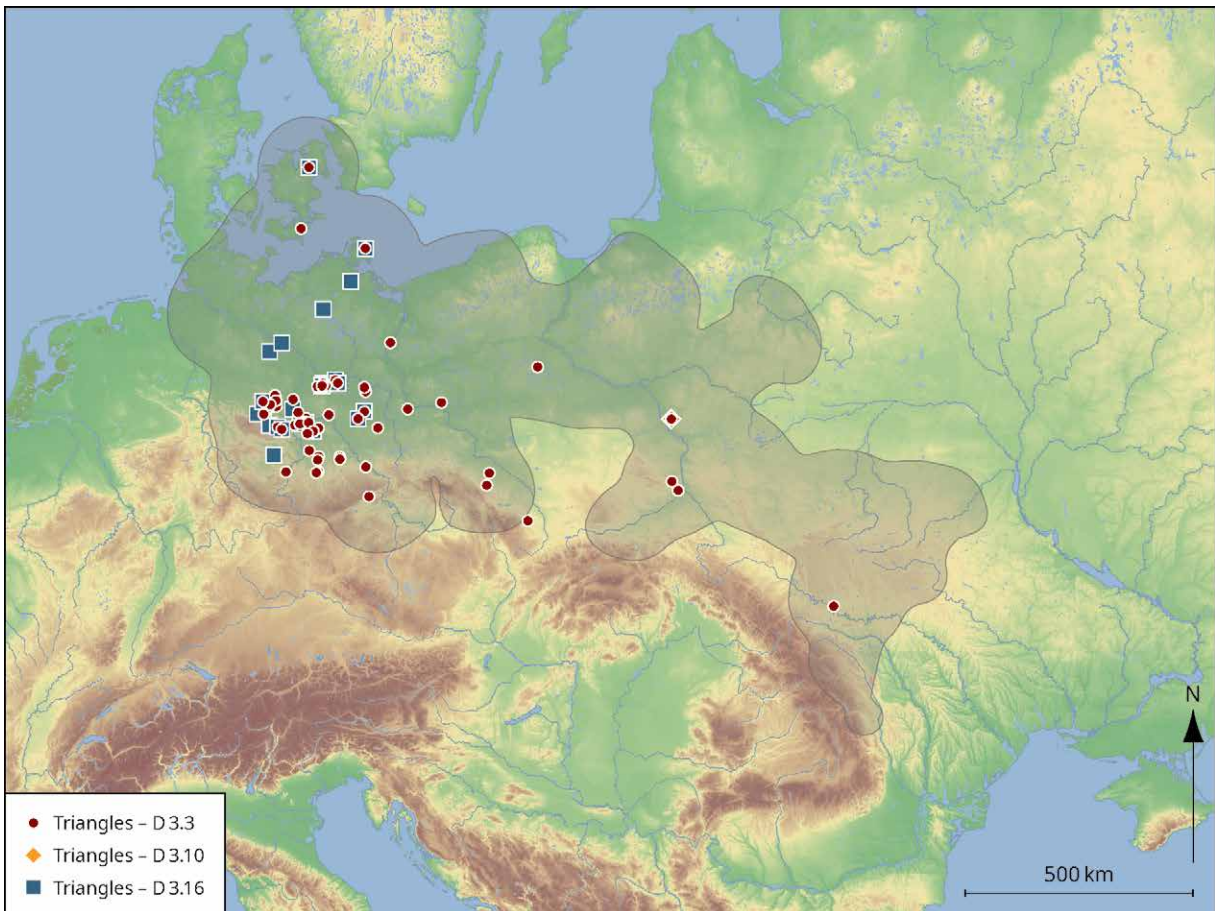 N
Triangles – D 3.3
Triangles – D 3.10
Triangles – D 3.16
500 km